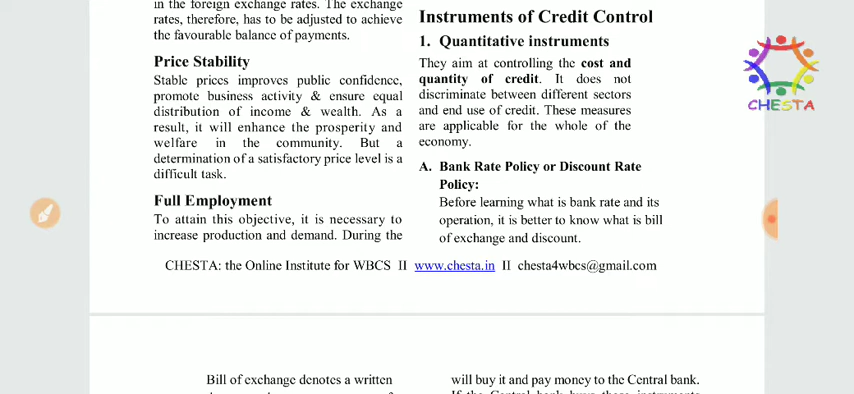 in the foreign exchange rates. The exchange
rates, therefore, has to be adjusted to achieve
the favourable balance of payments.
Price Stability
Stable prices improves public confidence,
promote business activity & ensure equal
distribution of income & wealth. As a
result, it will enhance the prosperity and
welfare in the community. But a
determination of a satisfactory price level is a
difficult task.
Full Employment
To attain this objective, it is necessary to
increase production and demand. During the
Instruments of Credit Control
1. Quantitative instruments
They aim at controlling the cost and
quantity of credit. It does not
discriminate between different sectors
and end use of credit. These measures
are applicable for the whole of the
economy.
A. Bank Rate Policy or Discount Rate
Policy:
Before learning what is bank rate and its
operation, it is better to know what is bill
of exchange and discount.
CHESTA
CHESTA: the Online Institute for WBCS II www.chesta.in II chesta4wbcs@gmail.com
Bill of exchange denotes a written
will buy it and pay money to the Central bank.
If the Central bank buys these instruments